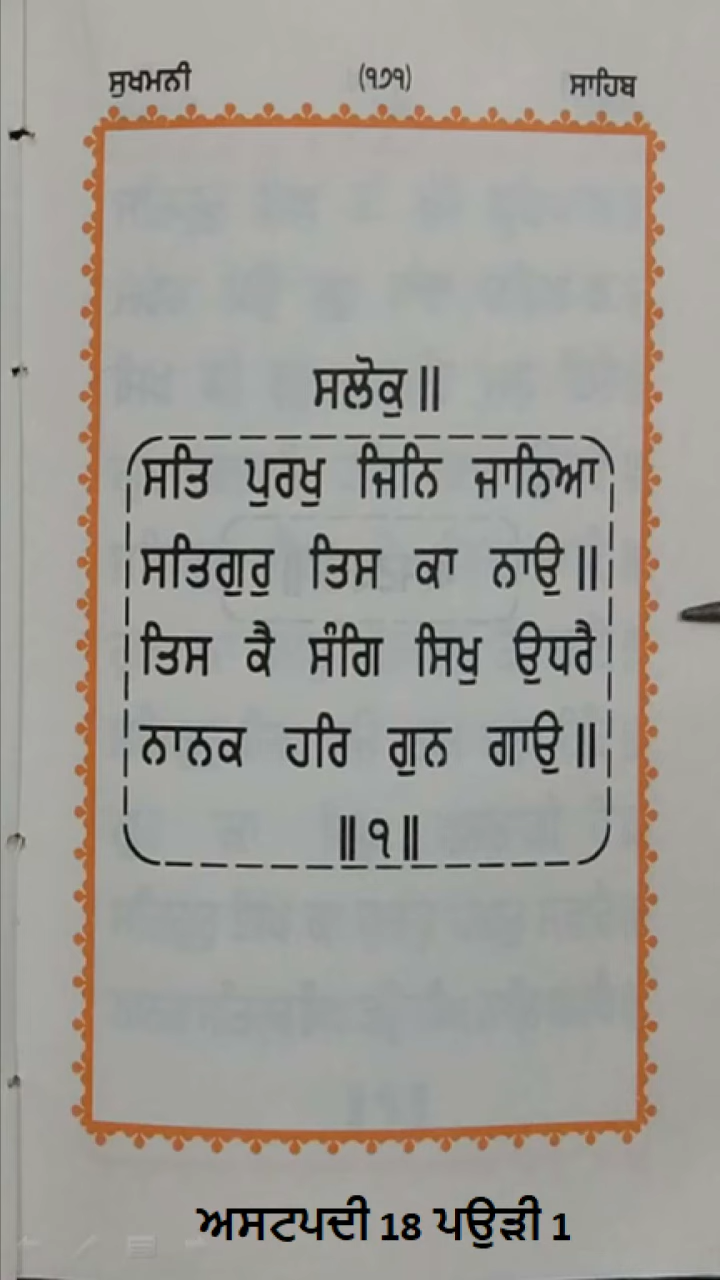 ਸੁਖਮਨੀ (੧੭੧) ਸਾਹਿਬ
ਸਲੋਕੁ॥
ਸਤਿ ਪੁਰਖੁ ਜਿਨਿ ਜਾਨਿਆ
ਸਤਿਗੁਰੁ ਤਿਸ ਕਾ ਨਾਉ॥
ਤਿਸ ਕੈ ਸੰਗਿ ਸਿਖੁ ਉਧਰੈ
ਨਾਨਕ ਹਰਿ ਗੁਨ ਗਾਉ॥
॥੧॥
ਅਸਟਪਦੀ 18 ਪਉੜੀ 1